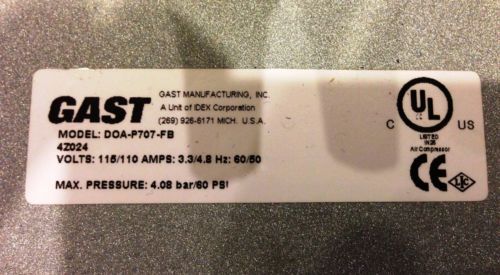 GAST
GAST MANUFACTURING, INC.
A Unit of IDEX Corporation
(269) 926-6171 MICH. U.S.A.
MODEL: DOA-P707-FB
4Z024
VOLTS: 115/110 AMPS: 3.3/4.8 Hz: 60/50
MAX. PRESSURE: 4.08 bar/60 PSI
C UL US
LISTED
Air Compressor
CE